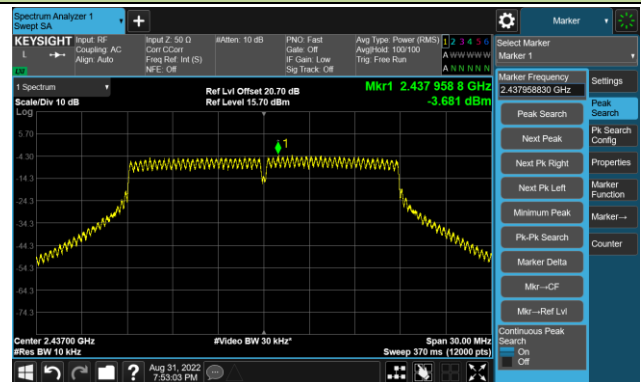 Spectrum Analyzer 1
Swept SA
Marker
KEYSIGHT
L
LW
Input: RF
Coupling: AC
Align: Auto
Input Z: 50 Ω
Corr CCorr
Freq Ref: Int (S)
NFE: Off
#Atten: 10 dB
PNO: Fast
Gate: Off
IF Gain: Low
Sig Track: Off
Avg Type: Power (RMS)
Avg|Hold: 100/100
Trig: Free Run
1 2 3 4 5 6
A W W W W W
A N N N N N
Select Marker
Marker 1
1 Spectrum
Scale/Div 10 dB
Log
Ref Lvl Offset 20.70 dB
Ref Level 15.70 dBm
Mkr1 2.437 958 8 GHz
-3.681 dBm
5.70
-4.30
-14.3
-24.3
-34.3
-44.3
-54.3
-64.3
-74.3
1
Center 2.43700 GHz
#Res BW 10 kHz
#Video BW 30 kHz*
Span 30.00 MHz
Sweep 370 ms (12000 pts)
Marker Frequency
2.437958830 GHz
Peak Search
Next Peak
Next Pk Right
Next Pk Left
Minimum Peak
Pk-Pk Search
Marker Delta
Mkr→CF
Mkr→Ref Lvl
Continuous Peak
Search
On
Off
Settings
Peak
Search
Pk Search
Config
Properties
Marker
Function
Marker→
Counter
?
Aug 31, 2022
7:53:03 PM